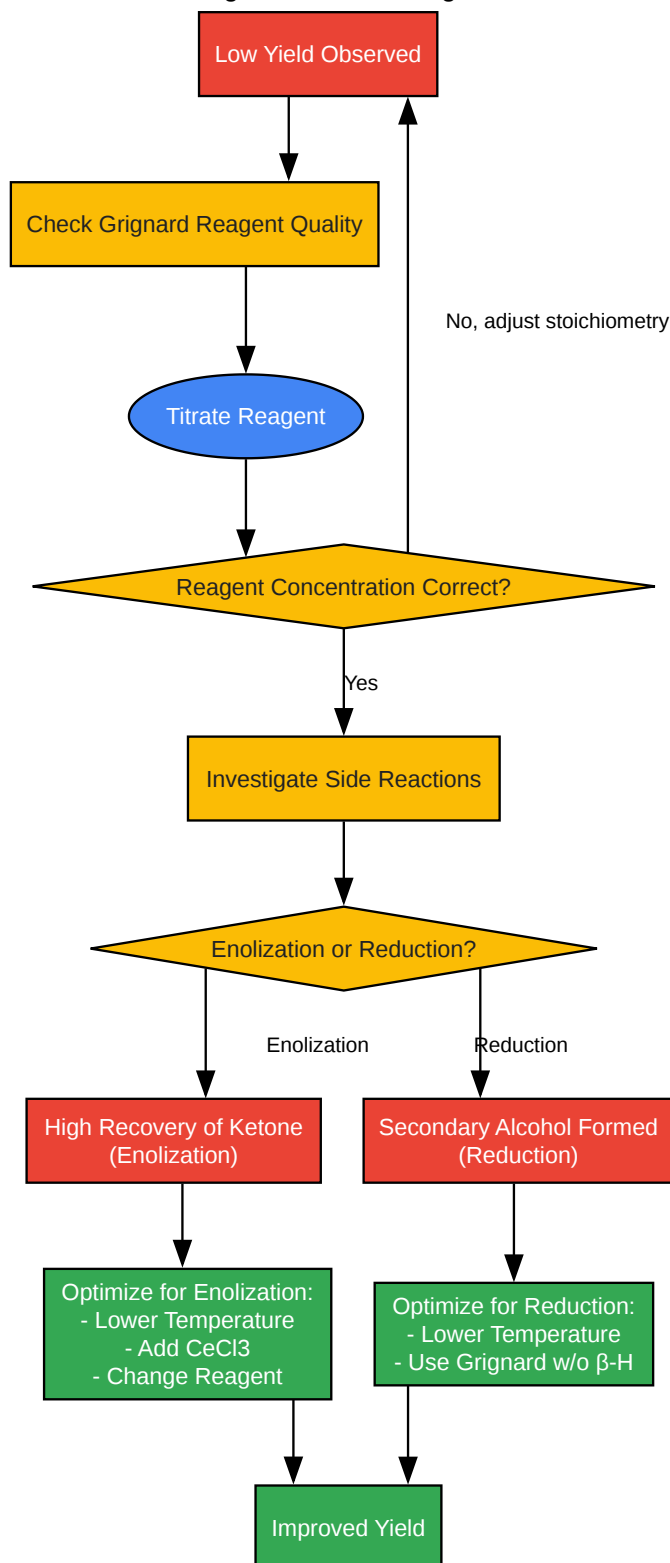 Low Yield Observed
Check Grignard Reagent Quality
No, adjust stoichiometry
Titrate Reagent
Reagent Concentration Correct?
Yes
Investigate Side Reactions
Enolization or Reduction?
Enolization
Reduction
High Recovery of Ketone
(Enolization)
Secondary Alcohol Formed
(Reduction)
Optimize for Enolization:
- Lower Temperature
- Add CeCl3
- Change Reagent
Optimize for Reduction:
- Lower Temperature
- Use Grignard w/o β-H
Improved Yield